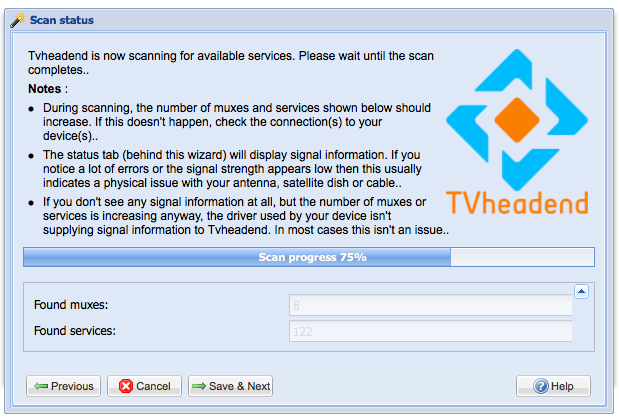 Scan status
Tvheadend is now scanning for available services. Please wait until the scan
completes..
Notes :
During scanning, the number of muxes and services shown below should
increase. If this doesn't happen, check the connection(s) to your
device(s)..
The status tab (behind this wizard) will display signal information. If you
notice a lot of errors or the signal strength appears low then this usually
indicates a physical issue with your antenna, satellite dish or cable..
If you don't see any signal information at all, but the number of muxes or
services is increasing anyway, the driver used by your device isn't
supplying signal information to Tvheadend. In most cases this isn't an issue..
TVheadend
Scan progress 75%
Found muxes: 8
Found services: 122
Previous Cancel Save & Next Help